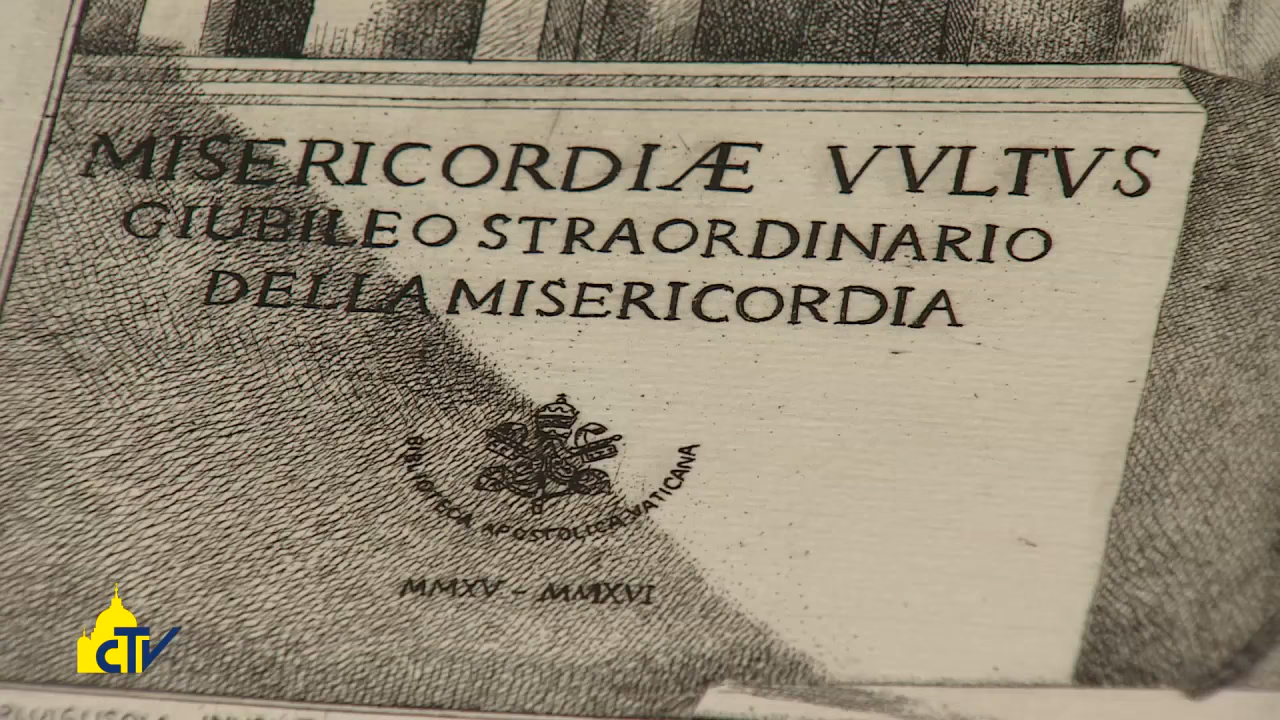 MISERICORDIÆ VVLTVS
GIUBILEO STRAORDINARIO
DELLA MISERICORDIA
BIBLIOTECA APOSTOLICA VATICANA
MMXV - MMXVI
CTV